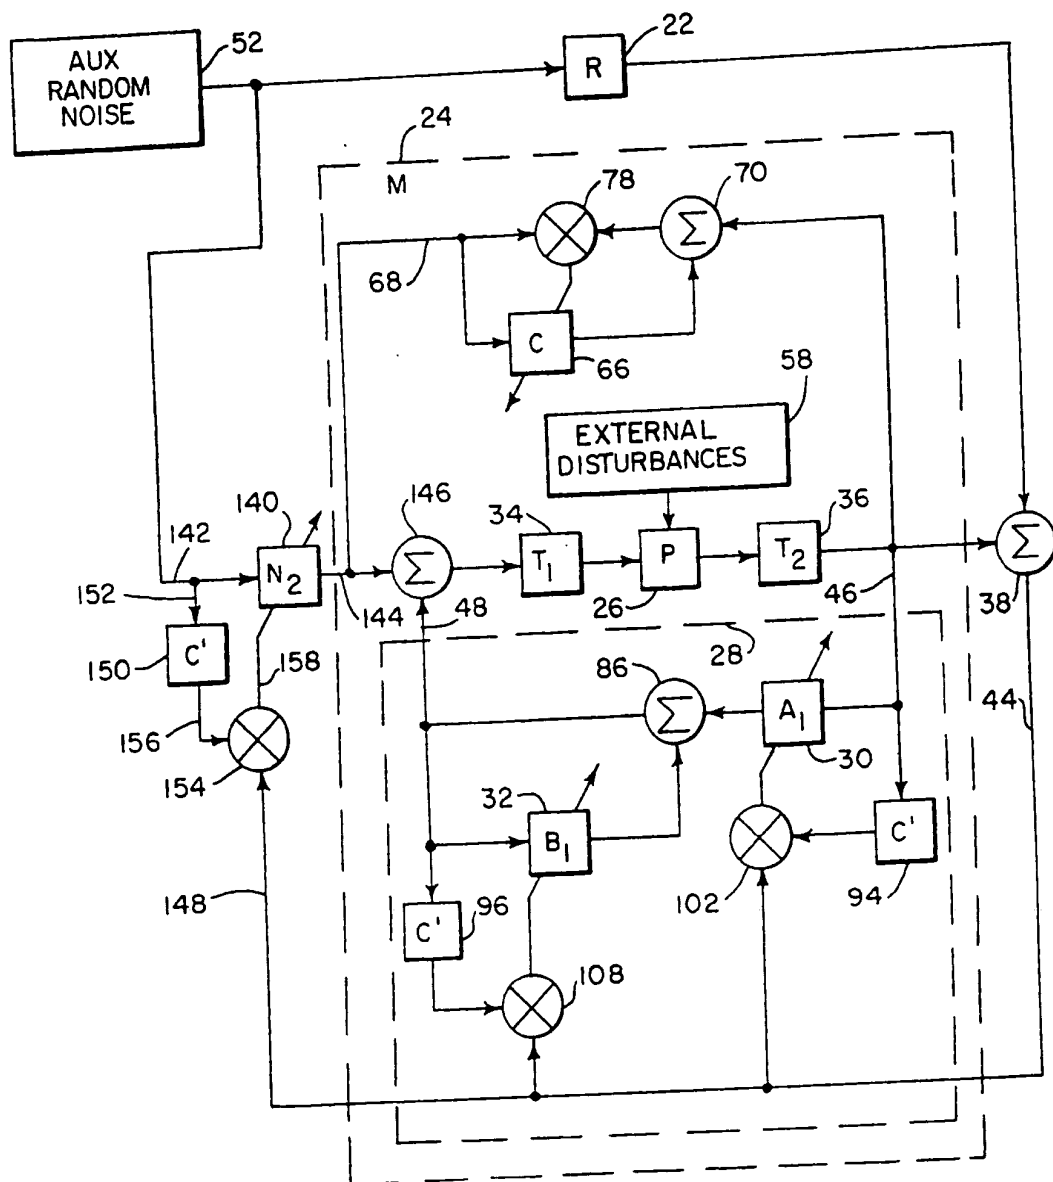 AUX
RANDOM
NOISE
52
R
22
24
M
78
Σ
70
68
C
66
58
EXTERNAL
DISTURBANCES
140
146
34
36
142
N2
Σ
T1
P
T2
Σ
152
144
48
26
46
38
28
150
C'
158
86
Σ
A1
30
44
156
154
32
B1
C'
102
94
148
C'
96
108